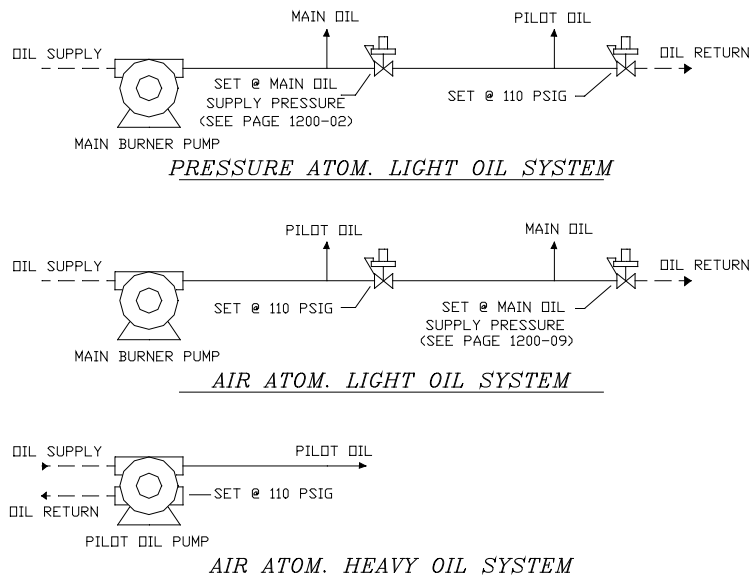 MAIN OIL
PILOT OIL
OIL SUPPLY
OIL RETURN
SET @ MAIN OIL
SUPPLY PRESSURE
(SEE PAGE 1200-02)
SET @ 110 PSIG
MAIN BURNER PUMP
PRESSURE ATOM. LIGHT OIL SYSTEM
PILOT OIL
MAIN OIL
OIL SUPPLY
OIL RETURN
SET @ 110 PSIG
SET @ MAIN OIL
SUPPLY PRESSURE
(SEE PAGE 1200-09)
MAIN BURNER PUMP
AIR ATOM. LIGHT OIL SYSTEM
OIL SUPPLY
PILOT OIL
SET @ 110 PSIG
OIL RETURN
PILOT OIL PUMP
AIR ATOM. HEAVY OIL SYSTEM